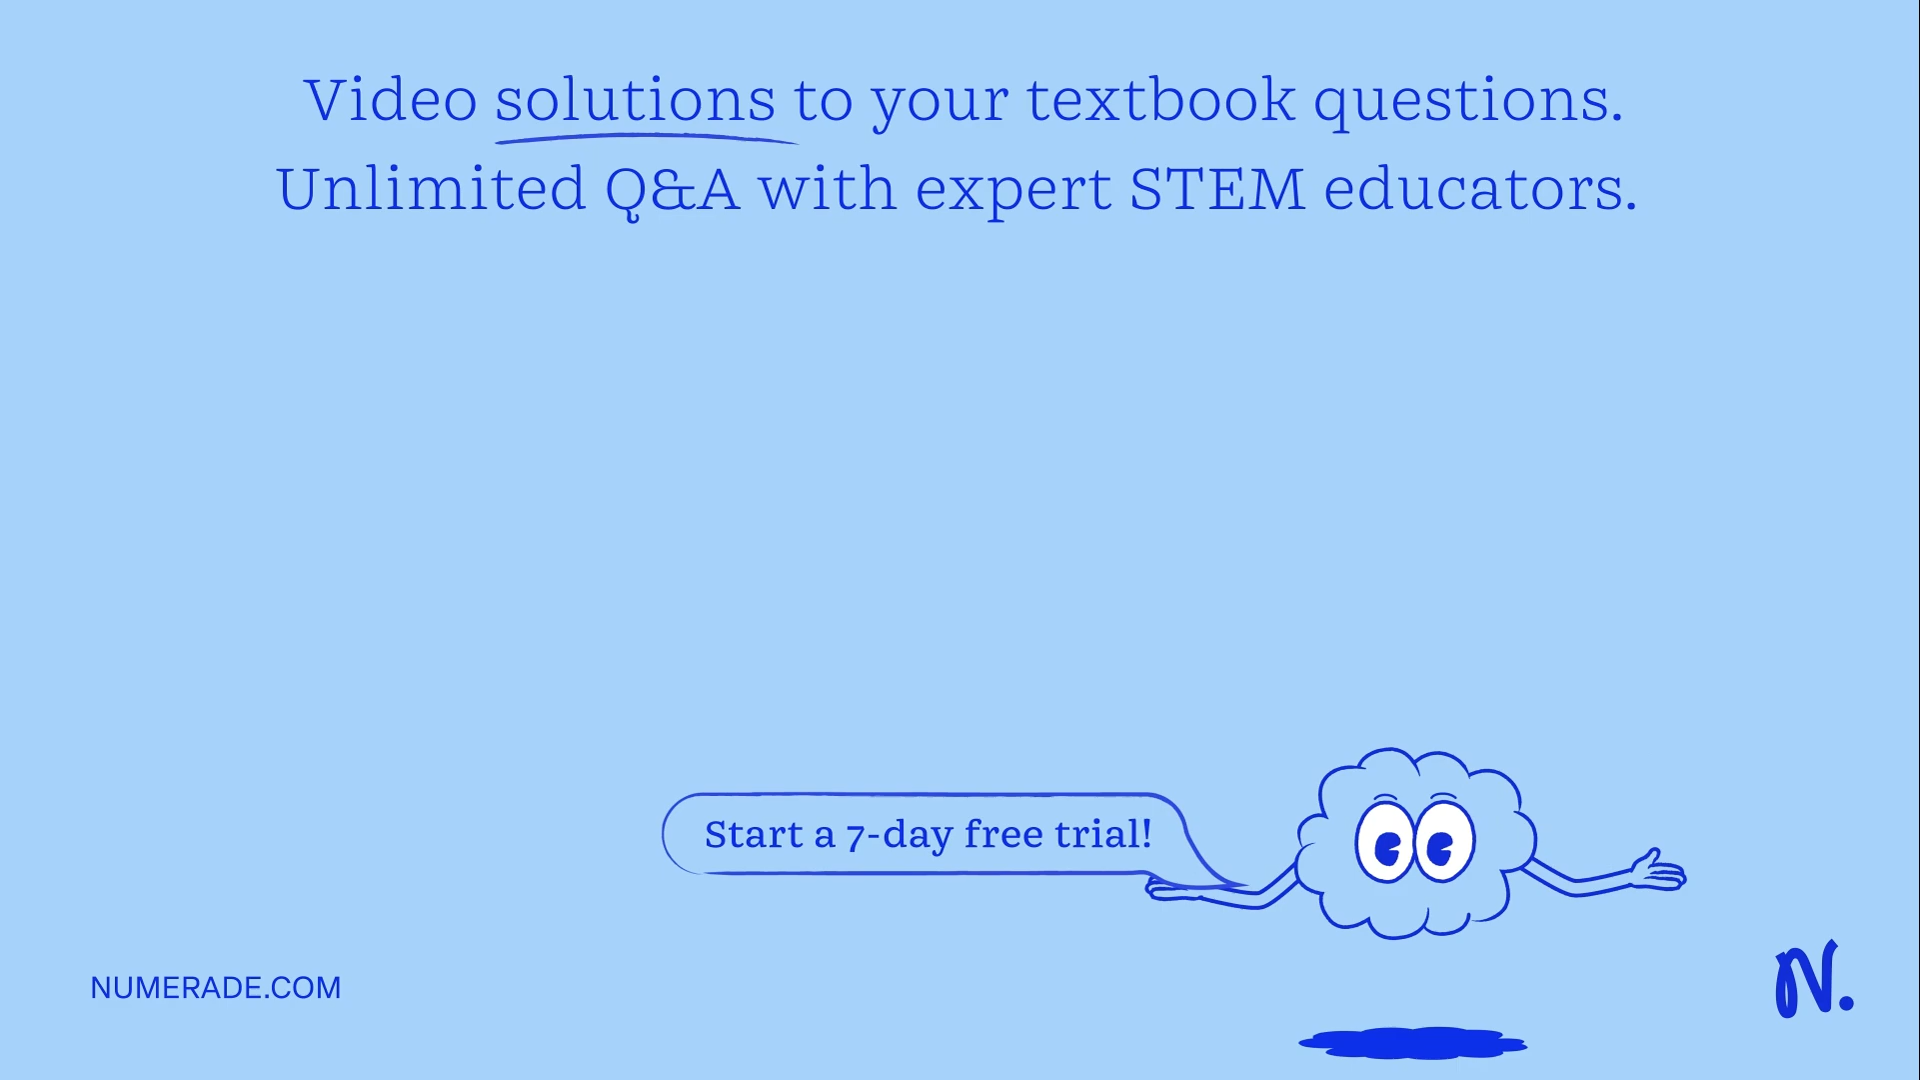 Video solutions to your textbook questions.
Unlimited Q&A with expert STEM educators.
Start a 7-day free trial!
NUMERADE.COM
N.